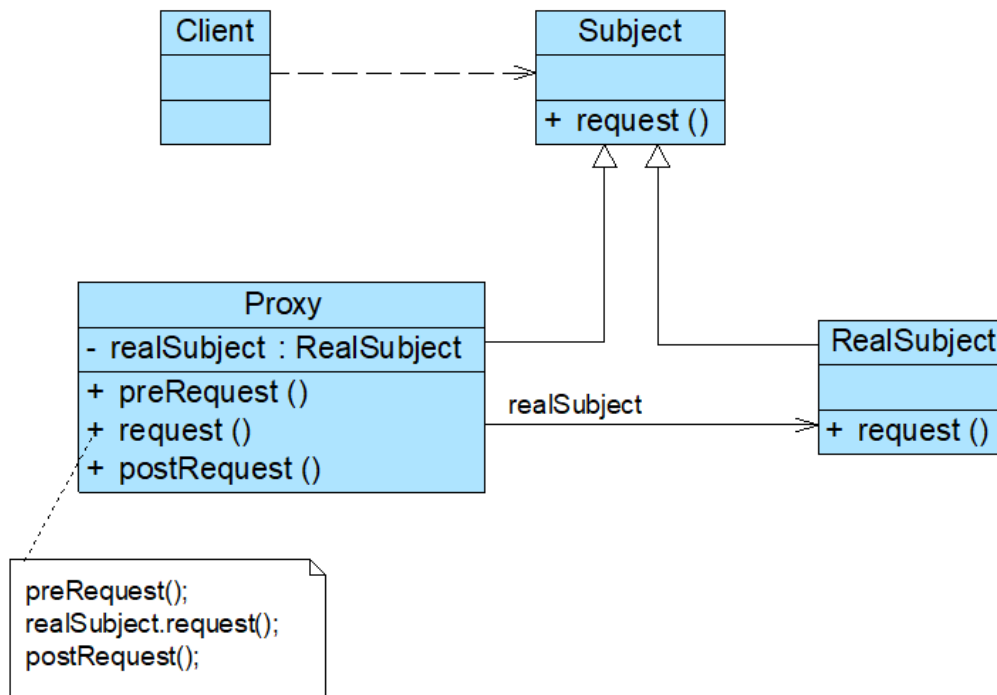 Client
Subject
+ request ()
Proxy
- realSubject : RealSubject
+ preRequest ()
+ request ()
+ postRequest ()
realSubject
RealSubject
+ request ()
preRequest();
realSubject.request();
postRequest();